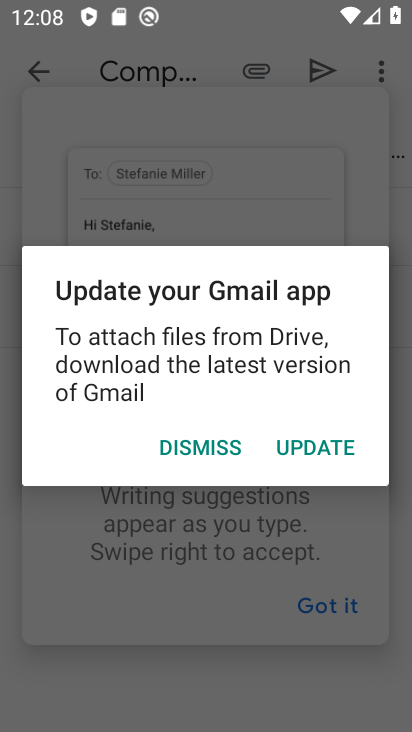 12:08
Comp...
...
To: Stefanie Miller
Hi Stefanie,
Update your Gmail app
To attach files from Drive,
download the latest version
of Gmail
DISMISS UPDATE
Writing suggestions
appear as you type.
Swipe right to accept.
Got it